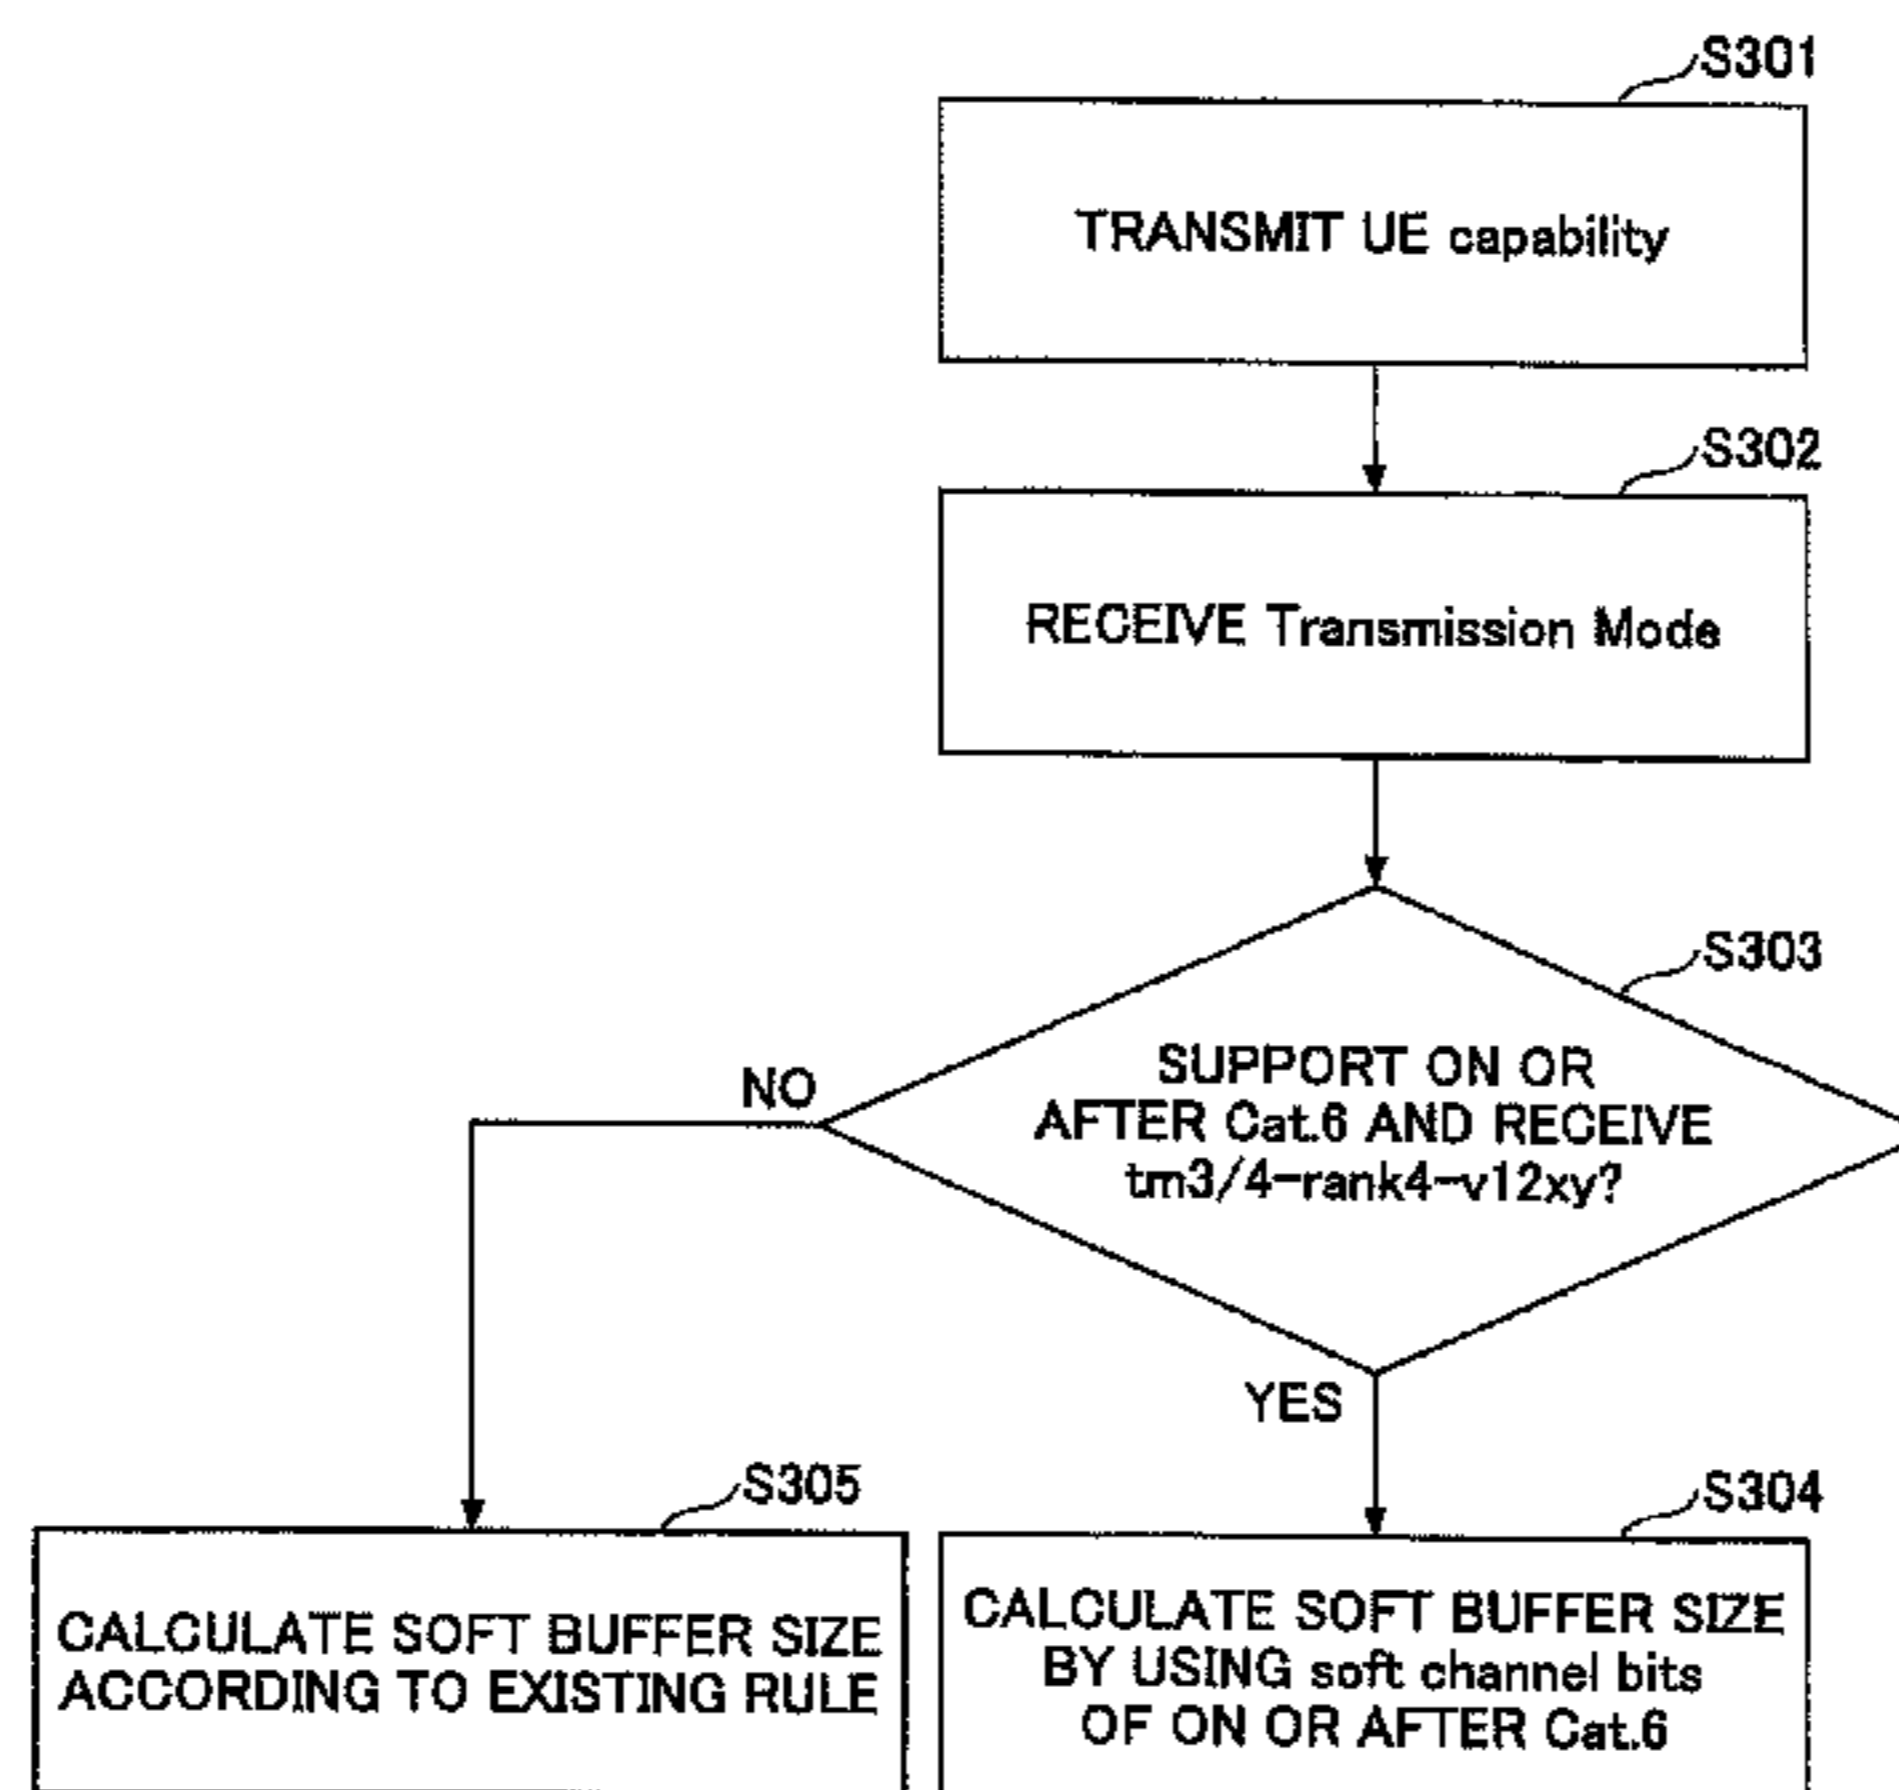 S301
TRANSMIT UE capability
S302
RECEIVE Transmission Mode
S303
SUPPORT ON OR
AFTER Cat.6 AND RECEIVE
tm3/4-rank4-v12xy?
NO
YES
S305
CALCULATE SOFT BUFFER SIZE
ACCORDING TO EXISTING RULE
S304
CALCULATE SOFT BUFFER SIZE
BY USING soft channel bits
OF ON OR AFTER Cat.6